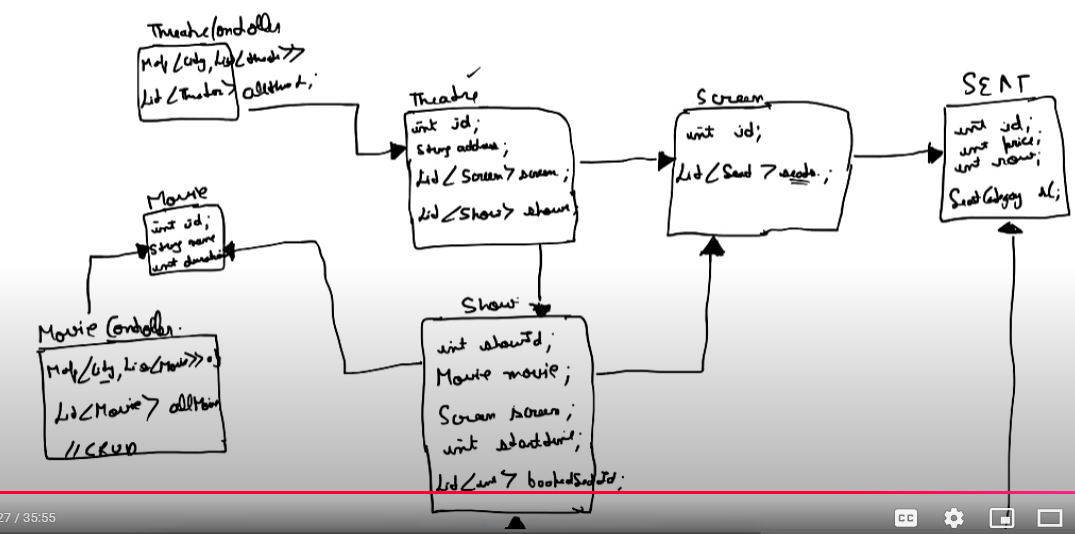 TheatreController
Map<City, List<Theatre>>
List<Theatre> allTheatre;
Theatre
int id;
String address;
List<Screen> screen;
List<Show> shows;
Screen
int id;
List<Seat> seats;
SEAT
int id;
int price;
int row;
SeatCategory sc;
Movie
int id;
String name
int duration
Movie Controller
Map<City, List<Movie>>
List<Movie> allMovie
//CRUD
Show
int showId;
Movie movie;
Screen screen;
int startTime;
List<int> bookedSeatId;
27 / 35:55
CC